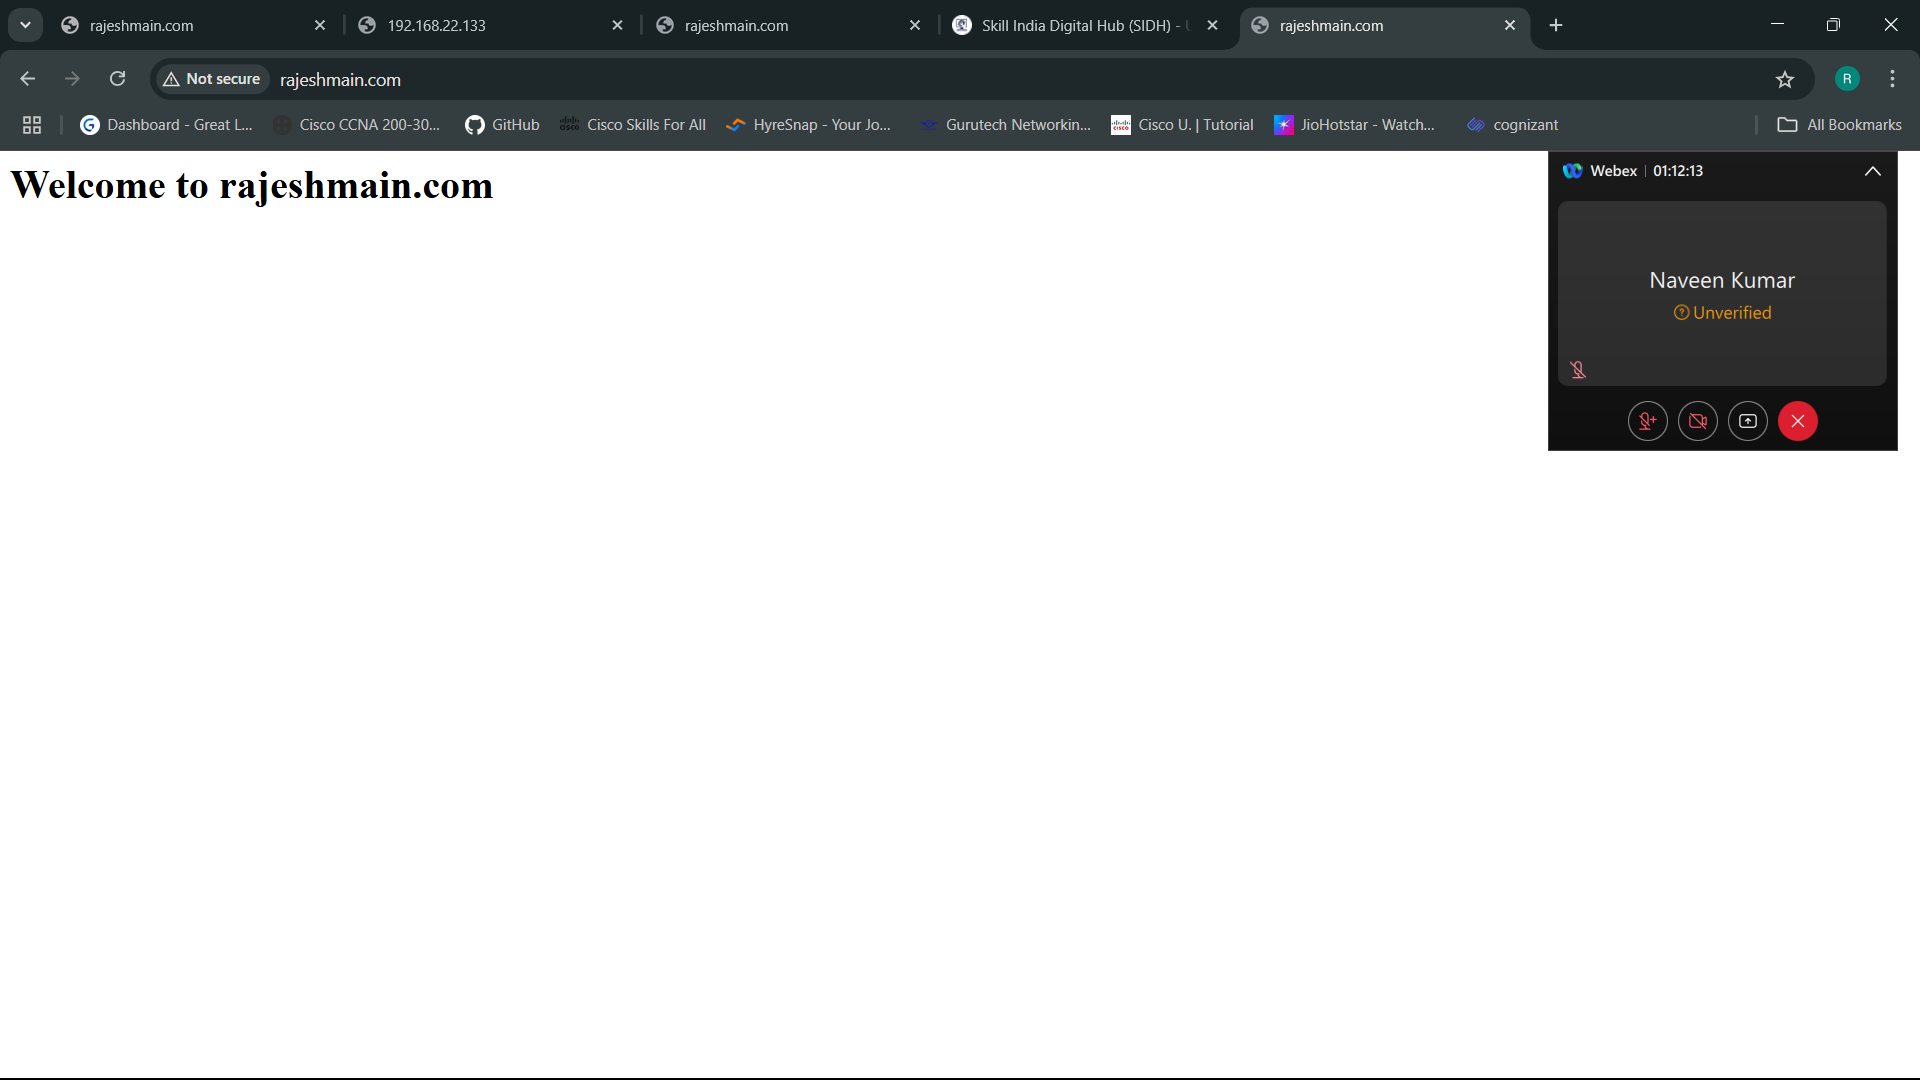 rajeshmain.com
192.168.22.133
rajeshmain.com
Skill India Digital Hub (SIDH) -
rajeshmain.com
Not secure
rajeshmain.com
R
Dashboard - Great L...
Cisco CCNA 200-30...
GitHub
Cisco Skills For All
HyreSnap - Your Jo...
Gurutech Networkin...
Cisco U. | Tutorial
JioHotstar - Watch...
cognizant
All Bookmarks
Welcome to rajeshmain.com
Webex | 01:12:13
Naveen Kumar
Unverified